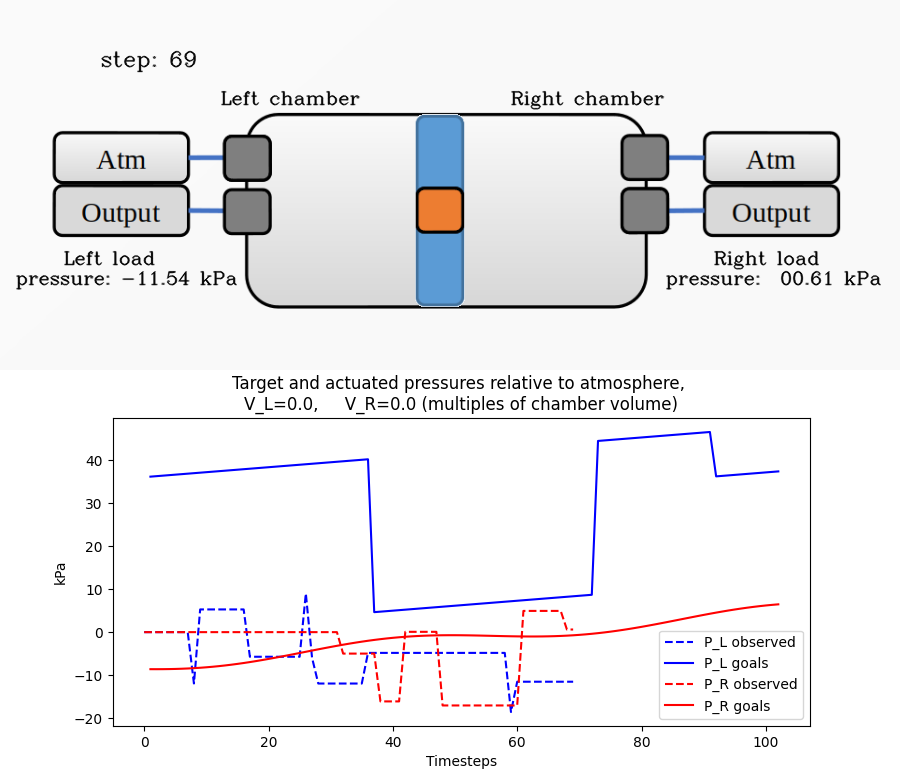 step: 69
Left chamber
Right chamber
Atm
Atm
Output
Output
Left load
pressure: −11.54 kPa
Right load
pressure: 00.61 kPa
Target and actuated pressures relative to atmosphere,
V_L=0.0, V_R=0.0 (multiples of chamber volume)
40
30
20
10
0
−10
−20
kPa
P_L observed
P_L goals
P_R observed
P_R goals
0 20 40 60 80 100
Timesteps